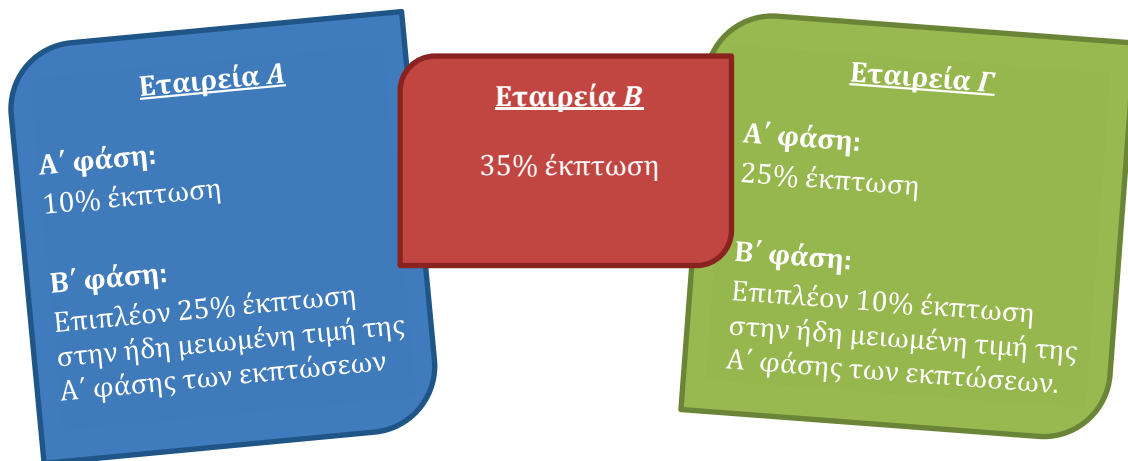 Εταιρεία Α
Α΄ φάση:
10% έκπτωση
Β΄ φάση:
Επιπλέον 25% έκπτωση
στην ήδη μειωμένη τιμή της
Α΄ φάσης των εκπτώσεων
Εταιρεία Β
35% έκπτωση
Εταιρεία Γ
Α΄ φάση:
25% έκπτωση
Β΄ φάση:
Επιπλέον 10% έκπτωση
στην ήδη μειωμένη τιμή της
Α΄ φάσης των εκπτώσεων.